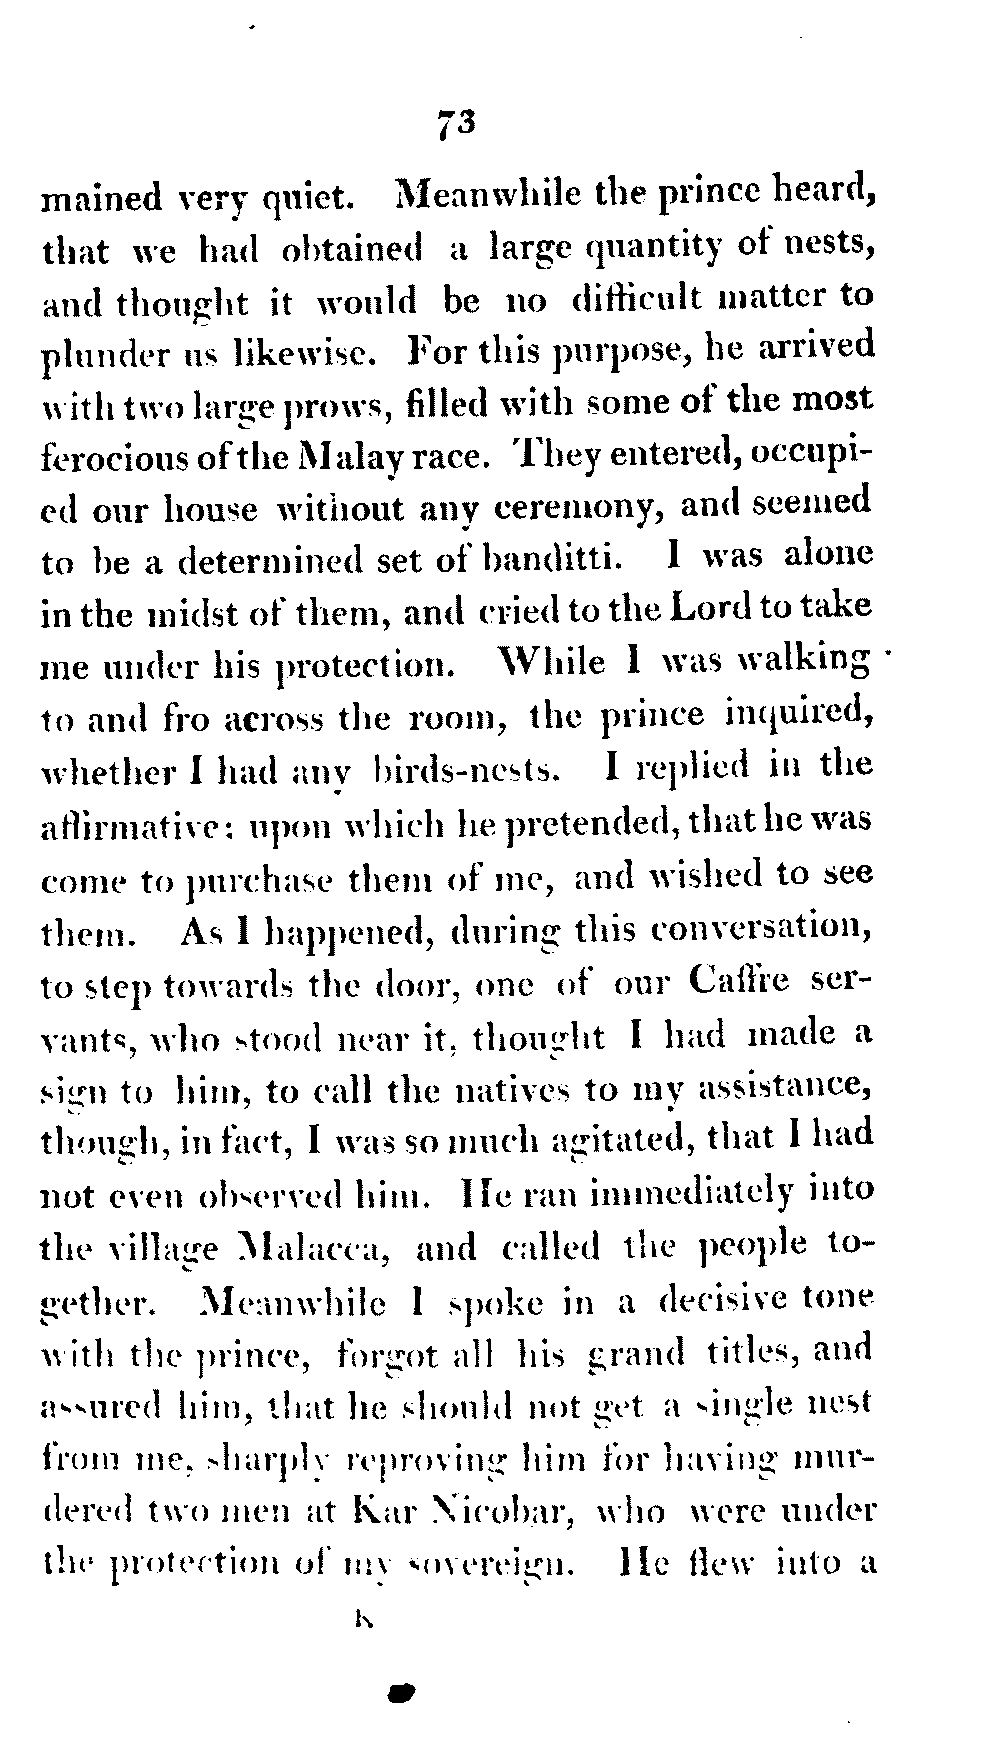 73
mained very quiet. Meanwhile the prince heard,
that we had obtained a large quantity of nests,
and thought it would be no difficult matter to
plunder us likewise. For this purpose, he arrived
with two large prows, filled with some of the most
ferocious of the Malay race. They entered, occupi-
ed our house without any ceremony, and seemed
to be a determined set of banditti. I was alone
in the midst of them, and cried to the Lord to take
me under his protection. While I was walking
to and fro across the room, the prince inquired,
whether I had any birds-nests. I replied in the
affirmative: upon which he pretended, that he was
come to purchase them of me, and wished to see
them. As I happened, during this conversation,
to step towards the door, one of our Caffre ser-
vants, who stood near it, thought I had made a
sign to him, to call the natives to my assistance,
though, in fact, I was so much agitated, that I had
not even observed him. He ran immediately into
the village Malacca, and called the people to-
gether. Meanwhile I spoke in a decisive tone
with the prince, forgot all his grand titles, and
assured him, that he should not get a single nest
from me, sharply reproving him for having mur-
dered two men at Kar Nicobar, who were under
the protection of my sovereign. He flew into a
K